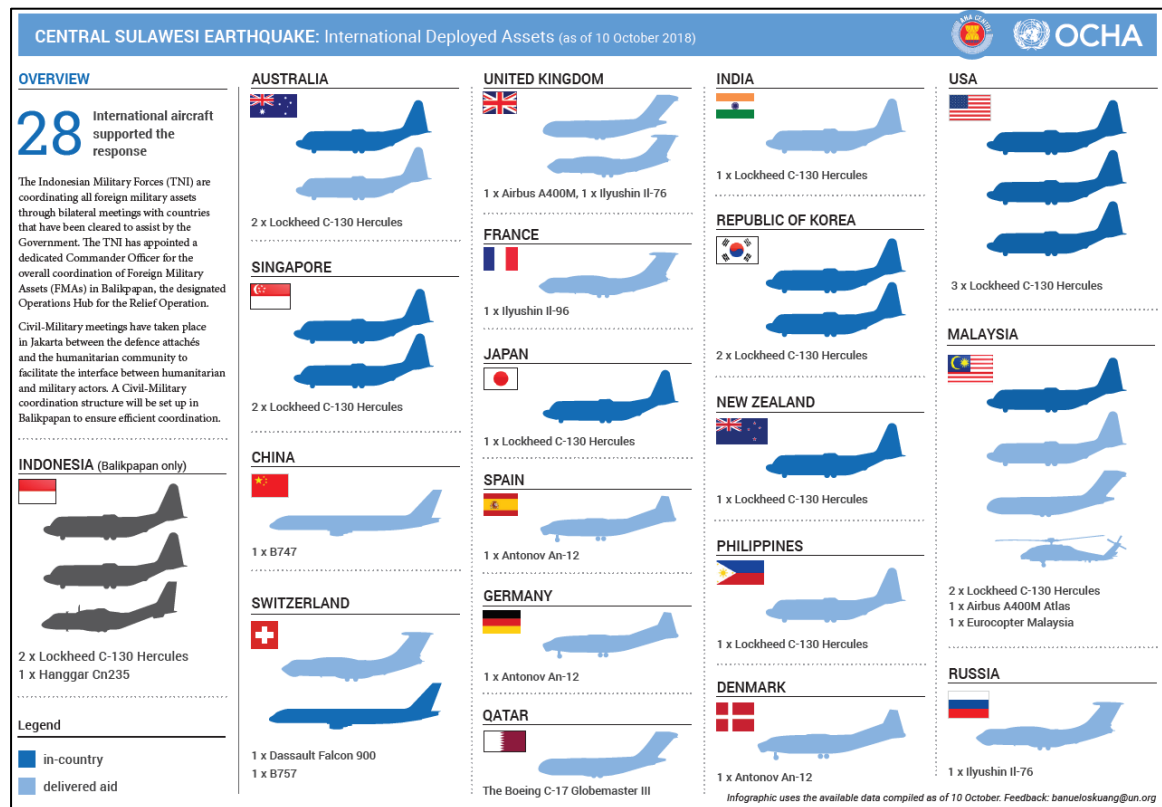 CENTRAL SULAWESI EARTHQUAKE: International Deployed Assets (as of 10 October 2018)
OCHA
OVERVIEW
28
International aircraft
supported the
response
The Indonesian Military Forces (TNI) are
coordinating all foreign military assets
through bilateral meetings with countries
that have been cleared to assist by the
Government. The TNI has appointed a
dedicated Commander Officer for the
overall coordination of Foreign Military
Assets (FMAs) in Balikpapan, the designated
Operations Hub for the Relief Operation.
Civil-Military meetings have taken place
in Jakarta between the defence attachés
and the humanitarian community to
facilitate the interface between humanitarian
and military actors. A Civil-Military
coordination structure will be set up in
Balikpapan to ensure efficient coordination.
INDONESIA (Balikpapan only)
2 x Lockheed C-130 Hercules
1 x Hanggar Cn235
Legend
in-country
delivered aid
AUSTRALIA
2 x Lockheed C-130 Hercules
SINGAPORE
2 x Lockheed C-130 Hercules
CHINA
1 x B747
SWITZERLAND
1 x Dassault Falcon 900
1 x B757
UNITED KINGDOM
1 x Airbus A400M, 1 x Ilyushin Il-76
FRANCE
1 x Ilyushin Il-96
JAPAN
1 x Lockheed C-130 Hercules
SPAIN
1 x Antonov An-12
GERMANY
1 x Antonov An-12
QATAR
The Boeing C-17 Globemaster III
INDIA
1 x Lockheed C-130 Hercules
REPUBLIC OF KOREA
2 x Lockheed C-130 Hercules
NEW ZEALAND
1 x Lockheed C-130 Hercules
PHILIPPINES
1 x Lockheed C-130 Hercules
DENMARK
1 x Antonov An-12
USA
3 x Lockheed C-130 Hercules
MALAYSIA
2 x Lockheed C-130 Hercules
1 x Airbus A400M Atlas
1 x Eurocopter Malaysia
RUSSIA
1 x Ilyushin Il-76
Infographic uses the available data compiled as of 10 October. Feedback: banueloskuang@un.org